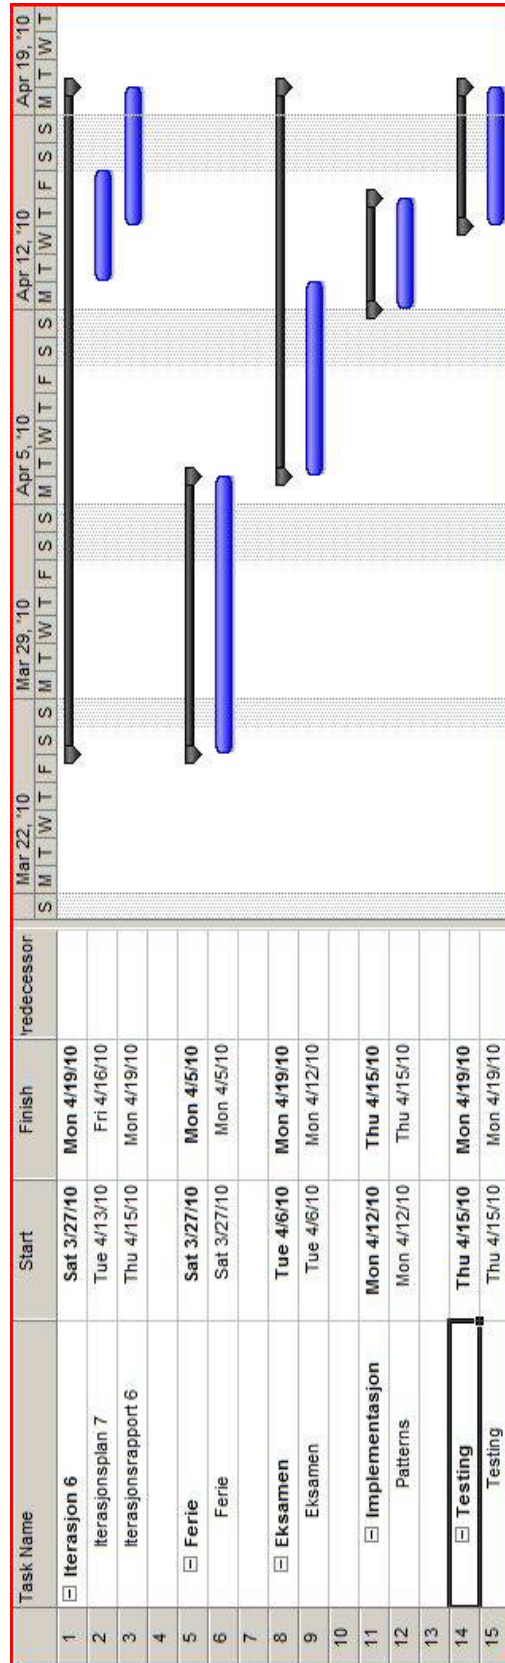 Task Name Start Finish redecessor Mar 22, '10 Mar 29, '10 Apr 5, '10 Apr 12, '10 Apr 19, '10
S M T W T F S S M T W T F S S M T W T F S S M T W T F S S M T W T
1 Iterasjon 6 Sat 3/27/10 Mon 4/19/10
2 Iterasjonsplan 7 Tue 4/13/10 Fri 4/16/10
3 Iterasjonsrapport 6 Thu 4/15/10 Mon 4/19/10
4
5 Ferie Sat 3/27/10 Mon 4/5/10
6 Ferie Sat 3/27/10 Mon 4/5/10
7
8 Eksamen Tue 4/6/10 Mon 4/19/10
9 Eksamen Tue 4/6/10 Mon 4/12/10
10
11 Implementasjon Mon 4/12/10 Thu 4/15/10
12 Patterns Mon 4/12/10 Thu 4/15/10
13
14 Testing Thu 4/15/10 Mon 4/19/10
15 Testing Thu 4/15/10 Mon 4/19/10